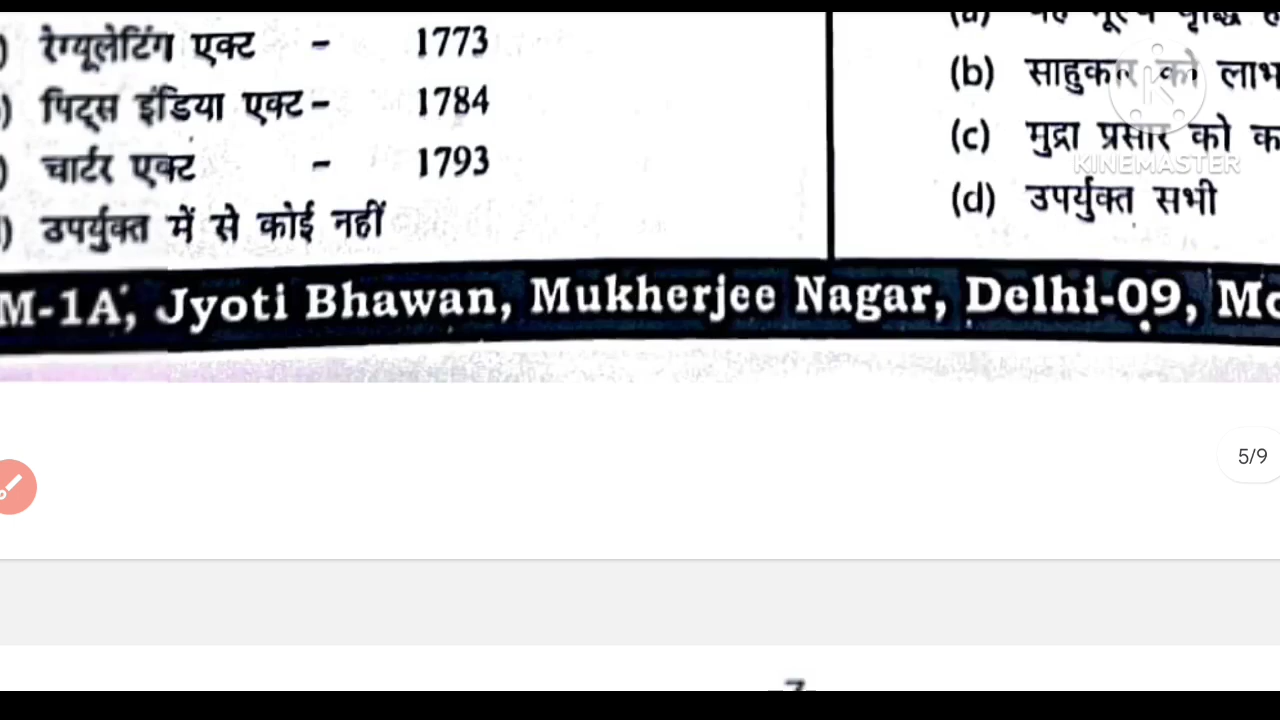 ) रेग्यूलेटिंग एक्ट - 1773
) पिट्स इंडिया एक्ट - 1784
) चार्टर एक्ट - 1793
) उपर्युक्त में से कोई नहीं
(b) साहुकार को लाभ
(c) मुद्रा प्रसार को क
(d) उपर्युक्त सभी
KINEMASTER
M-1A, Jyoti Bhawan, Mukherjee Nagar, Delhi-09, Mo
5/9